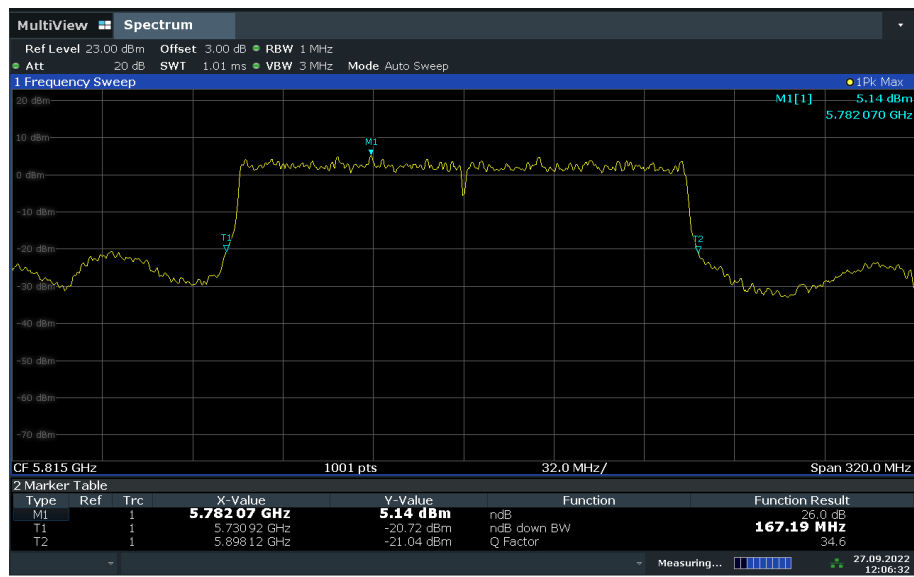 MultiView Spectrum
Ref Level 23.00 dBm Offset 3.00 dB RBW 1 MHz
Att 20 dB SWT 1.01 ms VBW 3 MHz Mode Auto Sweep
1 Frequency Sweep 1Pk Max
M1[1] 5.14 dBm
5.782 070 GHz
20 dBm
10 dBm
M1
0 dBm
-10 dBm
T1 T2
-20 dBm
-30 dBm
-40 dBm
-50 dBm
-60 dBm
-70 dBm
CF 5.815 GHz 1001 pts 32.0 MHz/ Span 320.0 MHz
2 Marker Table
Type Ref Trc X-Value Y-Value Function Function Result
M1 1 5.782 07 GHz 5.14 dBm ndB 26.0 dB
T1 1 5.730 92 GHz -20.72 dBm ndB down BW 167.19 MHz
T2 1 5.898 12 GHz -21.04 dBm Q Factor 34.6
Measuring... 27.09.2022
12:06:32